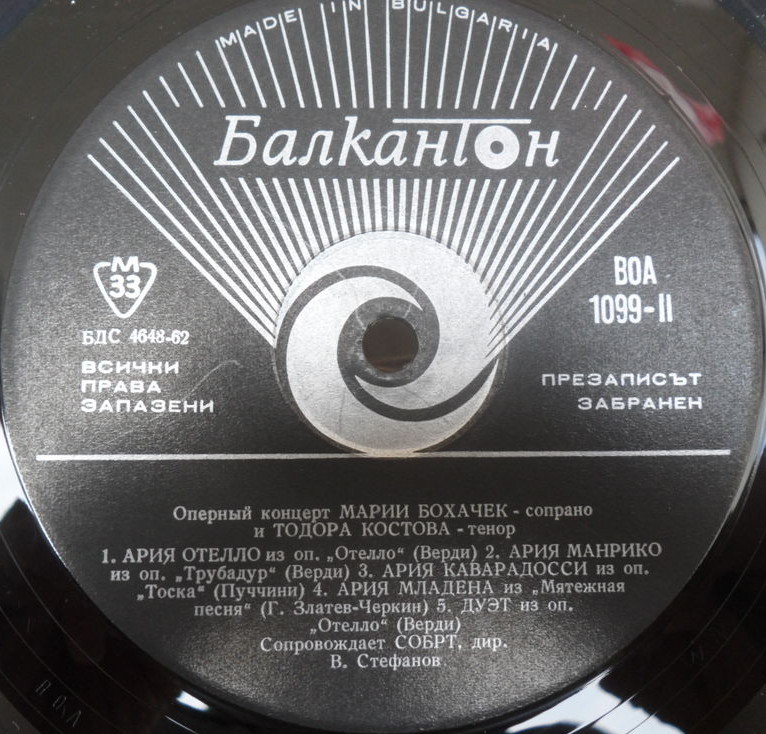 MADE IN BULGARIA
Балкантон
М
33
БДС 4648-62
ВСИЧКИ
ПРАВА
ЗАПАЗЕНИ
ВОА
1099-II
ПРЕЗАПИСЪТ
ЗАБРАНЕН
Оперный концерт МАРИИ БОХАЧЕК - сопрано
и ТОДОРА КОСТОВА - тенор
1. АРИЯ ОТЕЛЛО из оп. „Отелло“ (Верди) 2. АРИЯ МАНРИКО
из оп. „Трубадур“ (Верди) 3. АРИЯ КАВАРАДОССИ из оп.
„Тоска“ (Пуччини) 4. АРИЯ МЛАДЕНА из „Мятежная
песня“ (Г. Златев-Черкин) 5. ДУЭТ из оп.
„Отелло“ (Верди)
Сопровождает СОБРТ, дир.
В. Стефанов